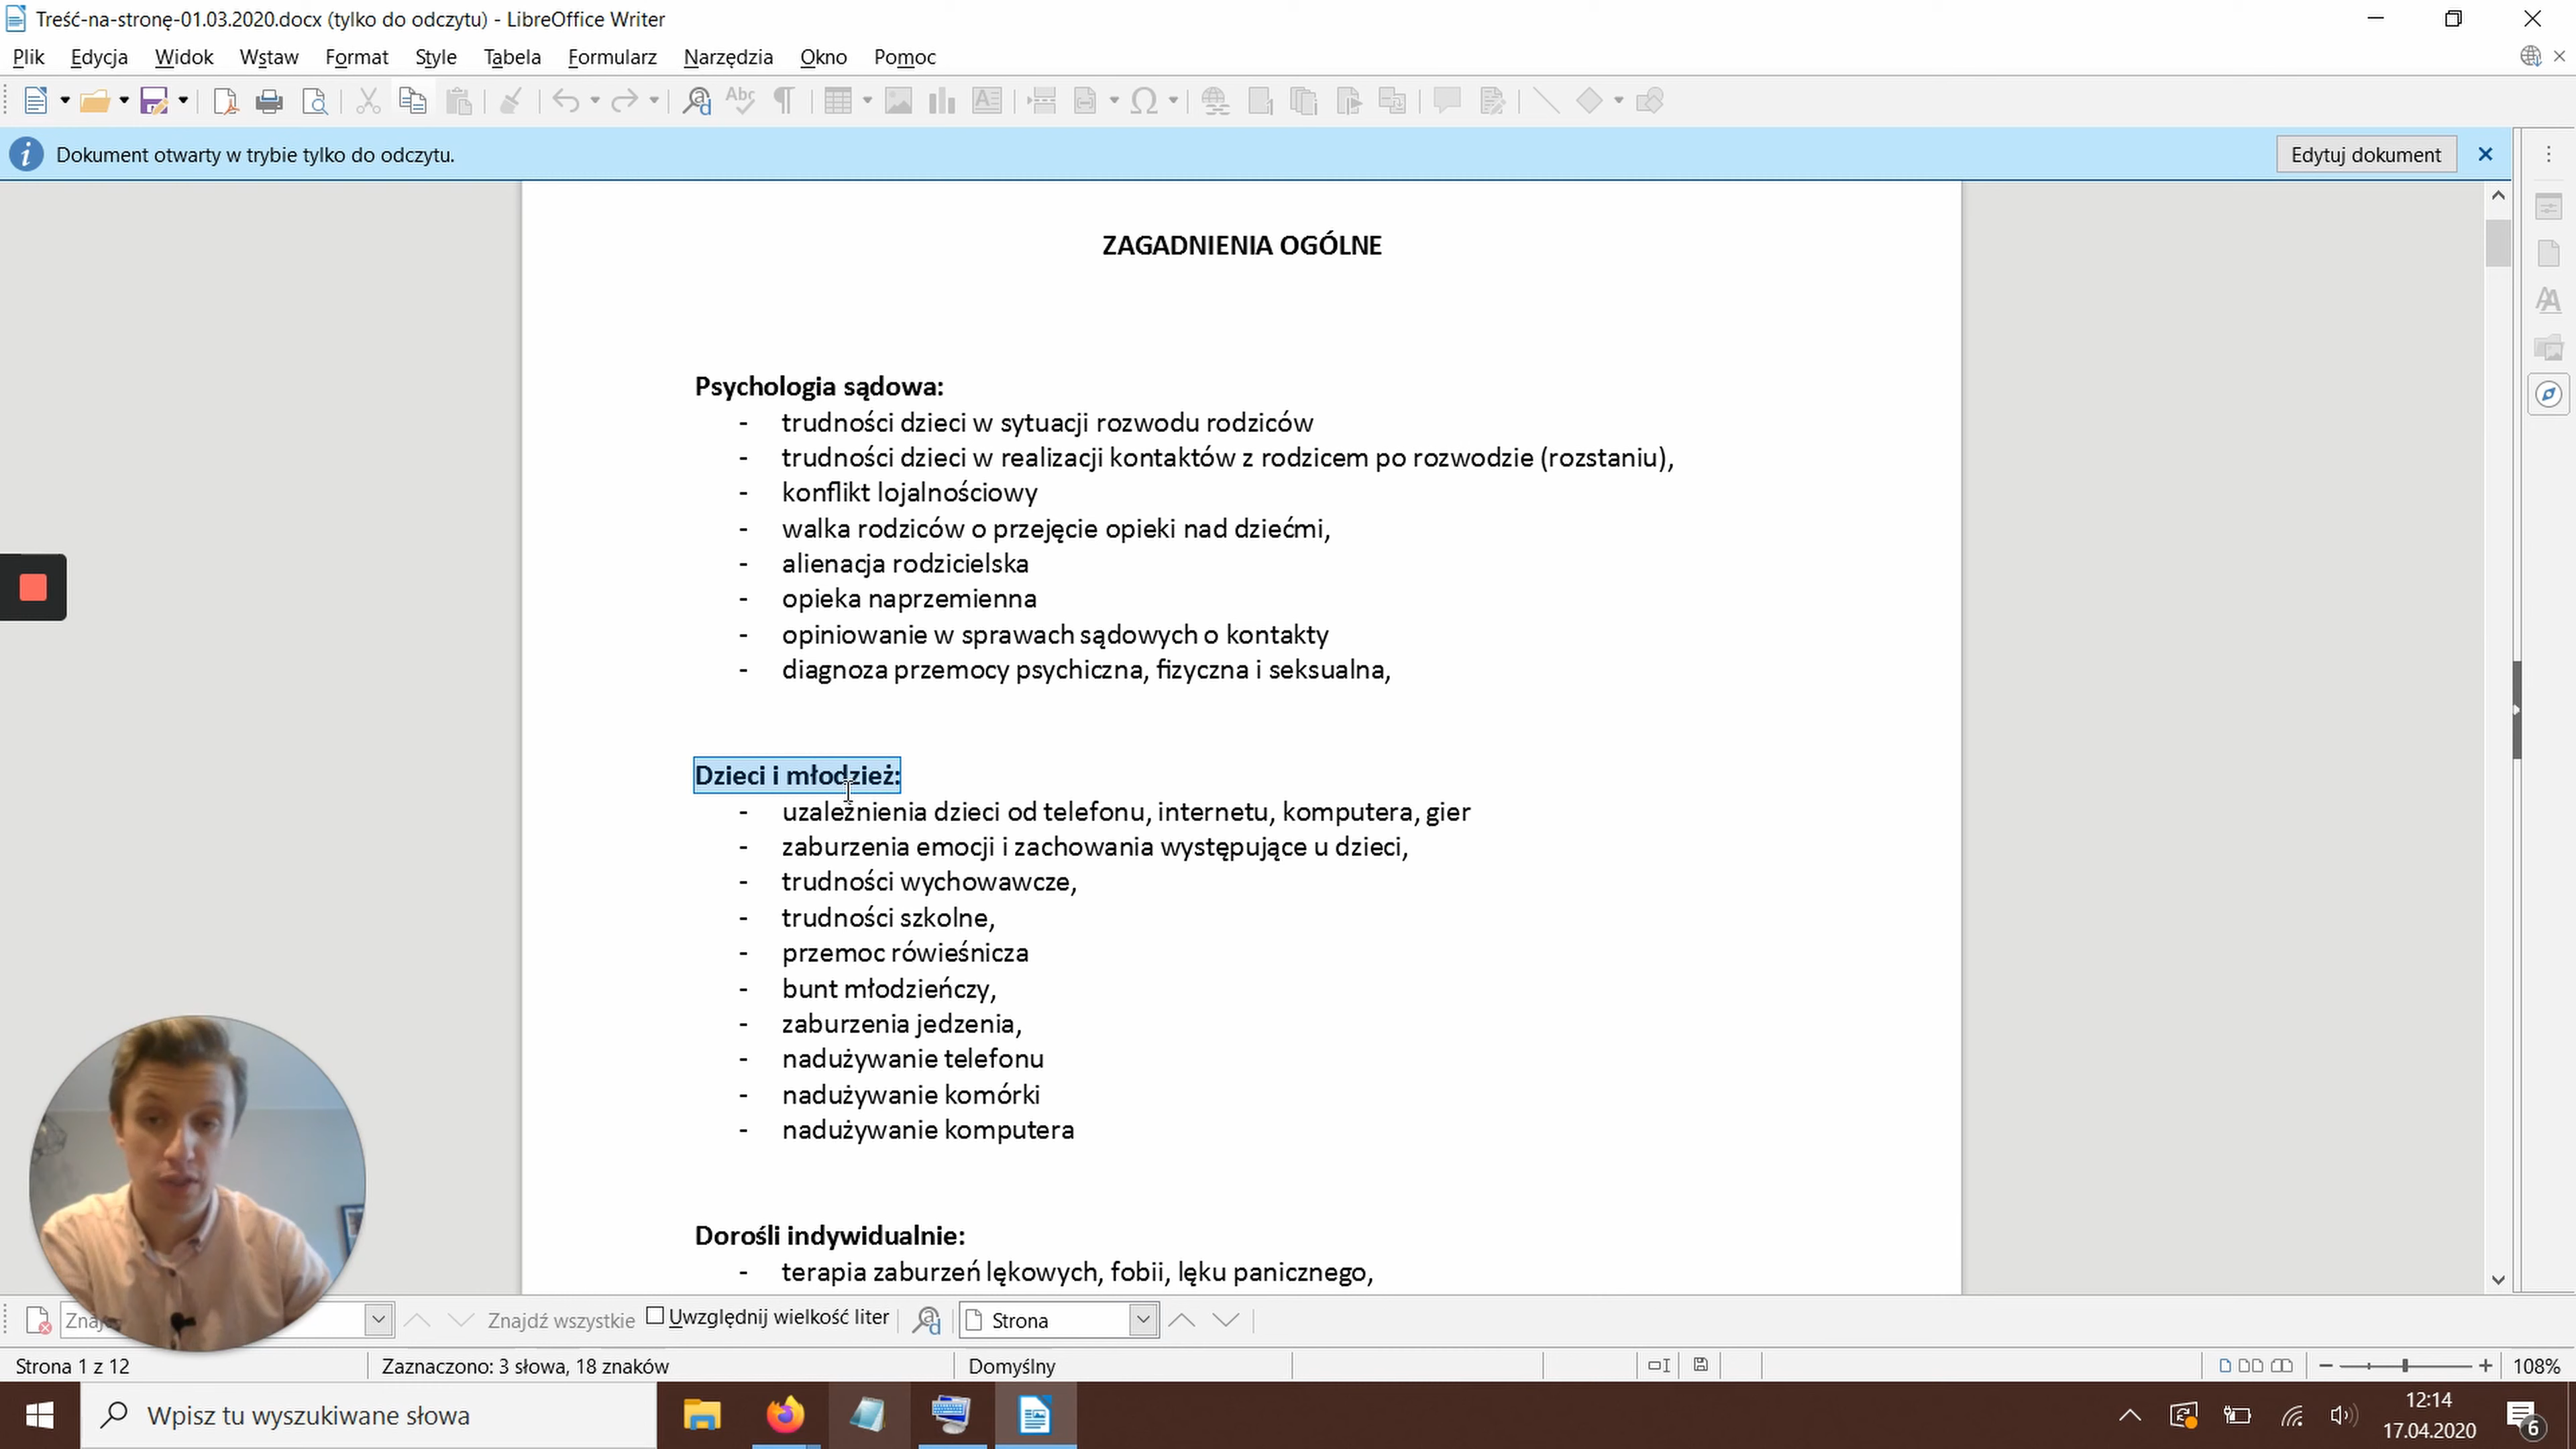 Treść-na-stronę-01.03.2020.docx (tylko do odczytu) - LibreOffice Writer
Plik Edycja Widok Wstaw Format Style Tabela Formularz Narzędzia Okno Pomoc
Dokument otwarty w trybie tylko do odczytu.
Edytuj dokument
ZAGADNIENIA OGÓLNE
Psychologia sądowa:
- trudności dzieci w sytuacji rozwodu rodziców
- trudności dzieci w realizacji kontaktów z rodzicem po rozwodzie (rozstaniu),
- konflikt lojalnościowy
- walka rodziców o przejęcie opieki nad dziećmi,
- alienacja rodzicielska
- opieka naprzemienna
- opiniowanie w sprawach sądowych o kontakty
- diagnoza przemocy psychiczna, fizyczna i seksualna,
Dzieci i młodzież:
- uzależnienia dzieci od telefonu, internetu, komputera, gier
- zaburzenia emocji i zachowania występujące u dzieci,
- trudności wychowawcze,
- trudności szkolne,
- przemoc rówieśnicza
- bunt młodzieńczy,
- zaburzenia jedzenia,
- nadużywanie telefonu
- nadużywanie komórki
- nadużywanie komputera
Dorośli indywidualnie:
- terapia zaburzeń lękowych, fobii, lęku panicznego,
Znajdź wszystkie Uwzględnij wielkość liter Strona
Strona 1 z 12 Zaznaczono: 3 słowa, 18 znaków Domyślny 108%
Wpisz tu wyszukiwane słowa
12:14
17.04.2020
6